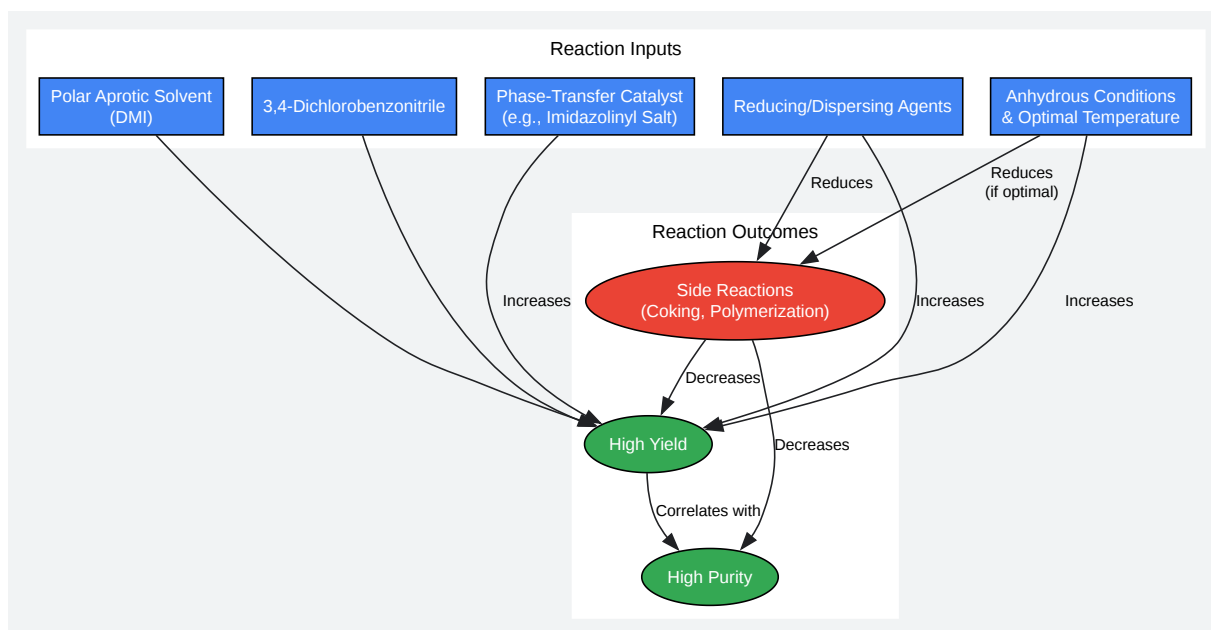 Reaction Inputs
Polar Aprotic Solvent
(DMI)
3,4-Dichlorobenzonitrile
Phase-Transfer Catalyst
(e.g., Imidazolinyl Salt)
Reducing/Dispersing Agents
Anhydrous Conditions
& Optimal Temperature
Reduces
Reduces
(if optimal)
Reaction Outcomes
Side Reactions
(Coking, Polymerization)
Increases
Increases
Increases
Decreases
High Yield
Decreases
Correlates with
High Purity